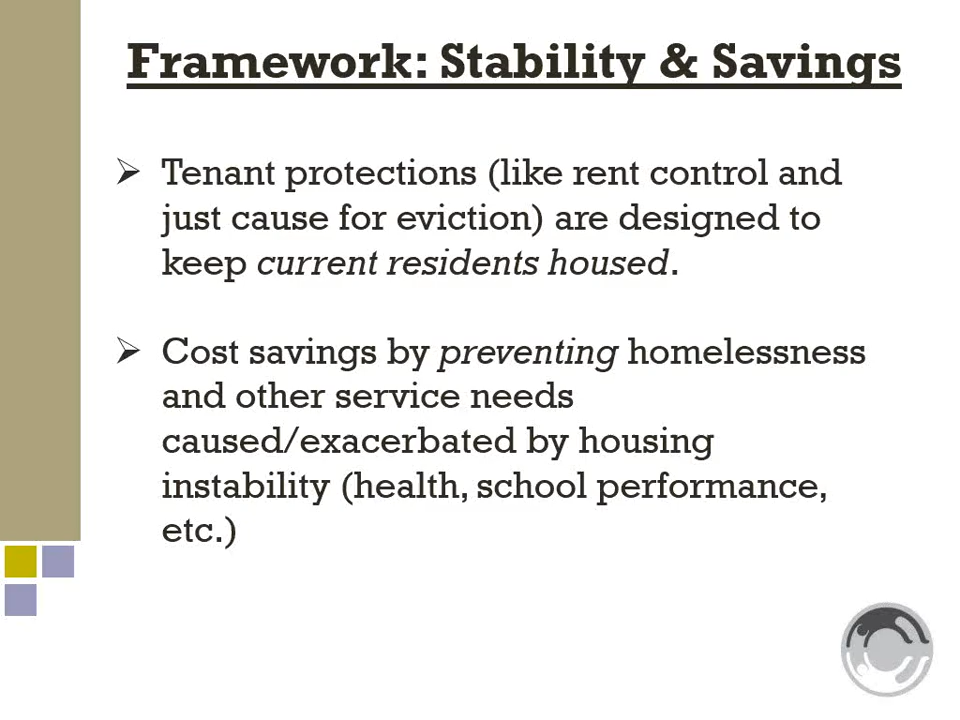 Framework: Stability & Savings
➢ Tenant protections (like rent control and
just cause for eviction) are designed to
keep current residents housed.
➢ Cost savings by preventing homelessness
and other service needs
caused/exacerbated by housing
instability (health, school performance,
etc.)